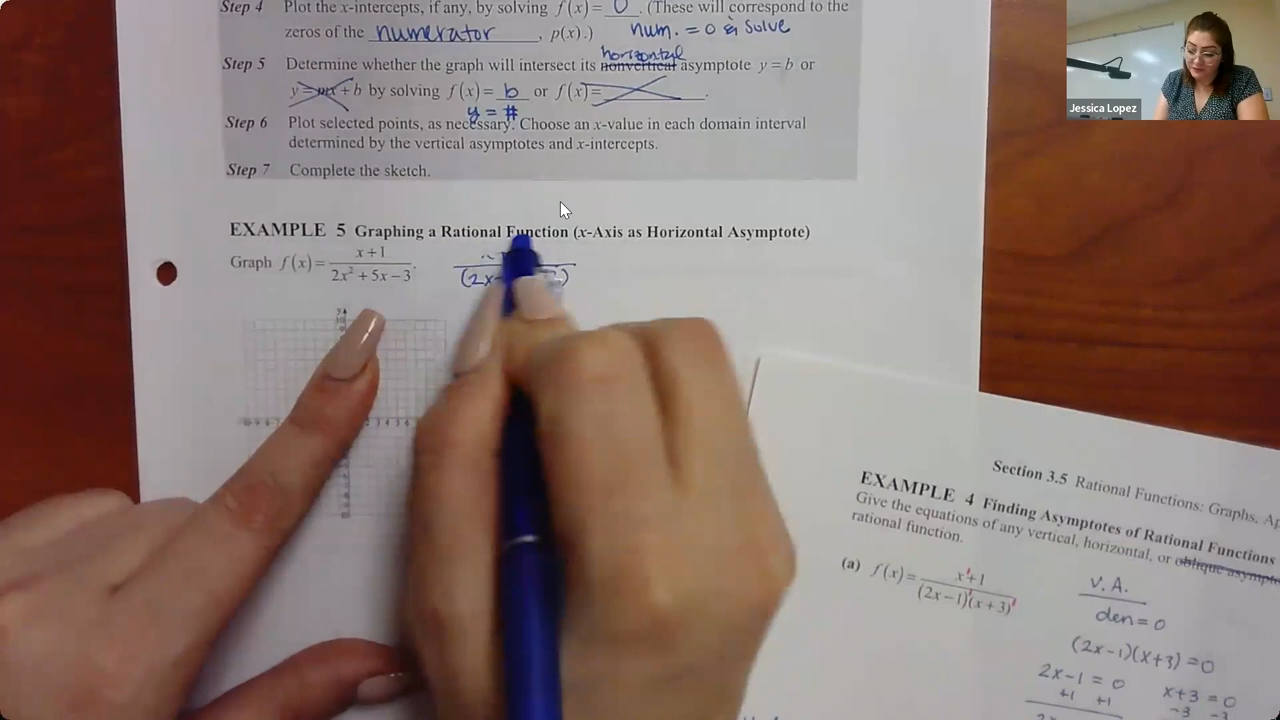 Step 4 Plot the x-intercepts, if any, by solving f(x) = 0. (These will correspond to the
zeros of the numerator, p(x).) num. = 0 & solve
horizontal
Step 5 Determine whether the graph will intersect its nonvertical asymptote y = b or
y = mx + b by solving f(x) = b or f(x) = .
y = #
Step 6 Plot selected points, as necessary. Choose an x-value in each domain interval
determined by the vertical asymptotes and x-intercepts.
Step 7 Complete the sketch.
EXAMPLE 5 Graphing a Rational Function (x-Axis as Horizontal Asymptote)
Graph f(x) = (x+1)/(2x² + 5x − 3).
(2x
Jessica Lopez
Section 3.5 Rational Functions: Graphs,
EXAMPLE 4 Finding Asymptotes of Rational Functions
Give the equations of any vertical, horizontal, or oblique
rational function.
(a) f(x) = (x+1)/((2x−1)(x+3))
V.A.
den = 0
(2x-1)(x+3) = 0
2x-1 = 0 x+3 = 0
+1 +1 -3 -3